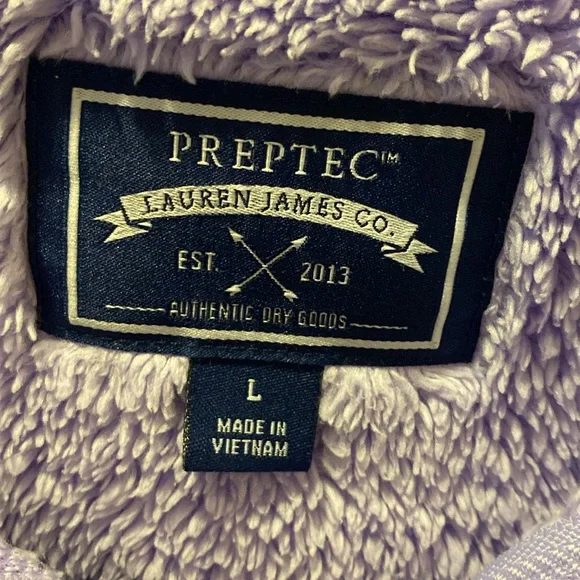 PREPTEC™
LAUREN JAMES CO.
EST. 2013
AUTHENTIC DRY GOODS
L
MADE IN
VIETNAM